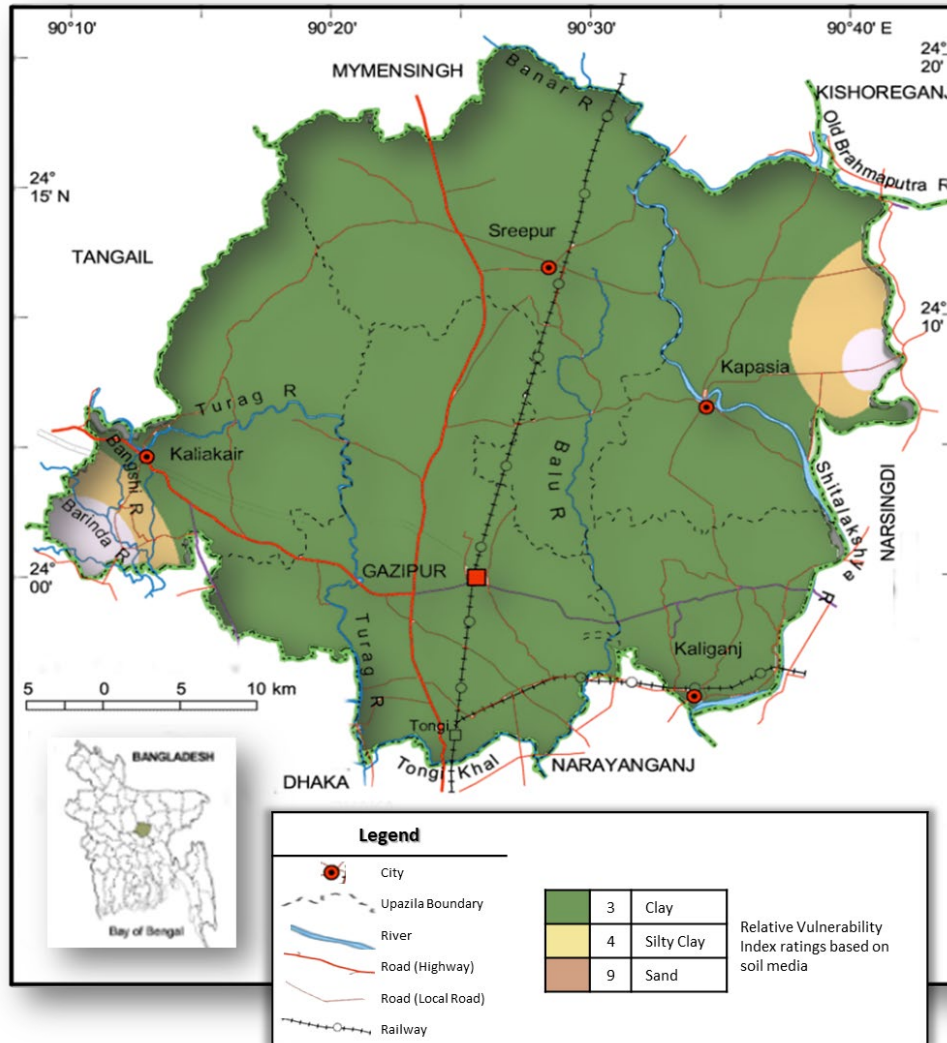 90°10'
90°20'
90°30'
90°40' E
24°
20'
MYMENSINGH
Banar R
KISHOREGANJ
Old Brahmaputra R
24°
15' N
Sreepur
TANGAIL
24°
10'
Kapasia
Turag R
Kaliakair
Bangshi R
Balu R
Barinda R
Shitalakshya R
NARSINGDI
24°
00'
GAZIPUR
Turag R
Kaliganj
5 0 5 10 km
Tongi
Tongi Khal
DHAKA
NARAYANGANJ
BANGLADESH
Bay of Bengal
Legend
City
Upazila Boundary
River
Road (Highway)
Road (Local Road)
Railway
3 Clay
4 Silty Clay
9 Sand
Relative Vulnerability
Index ratings based on
soil media